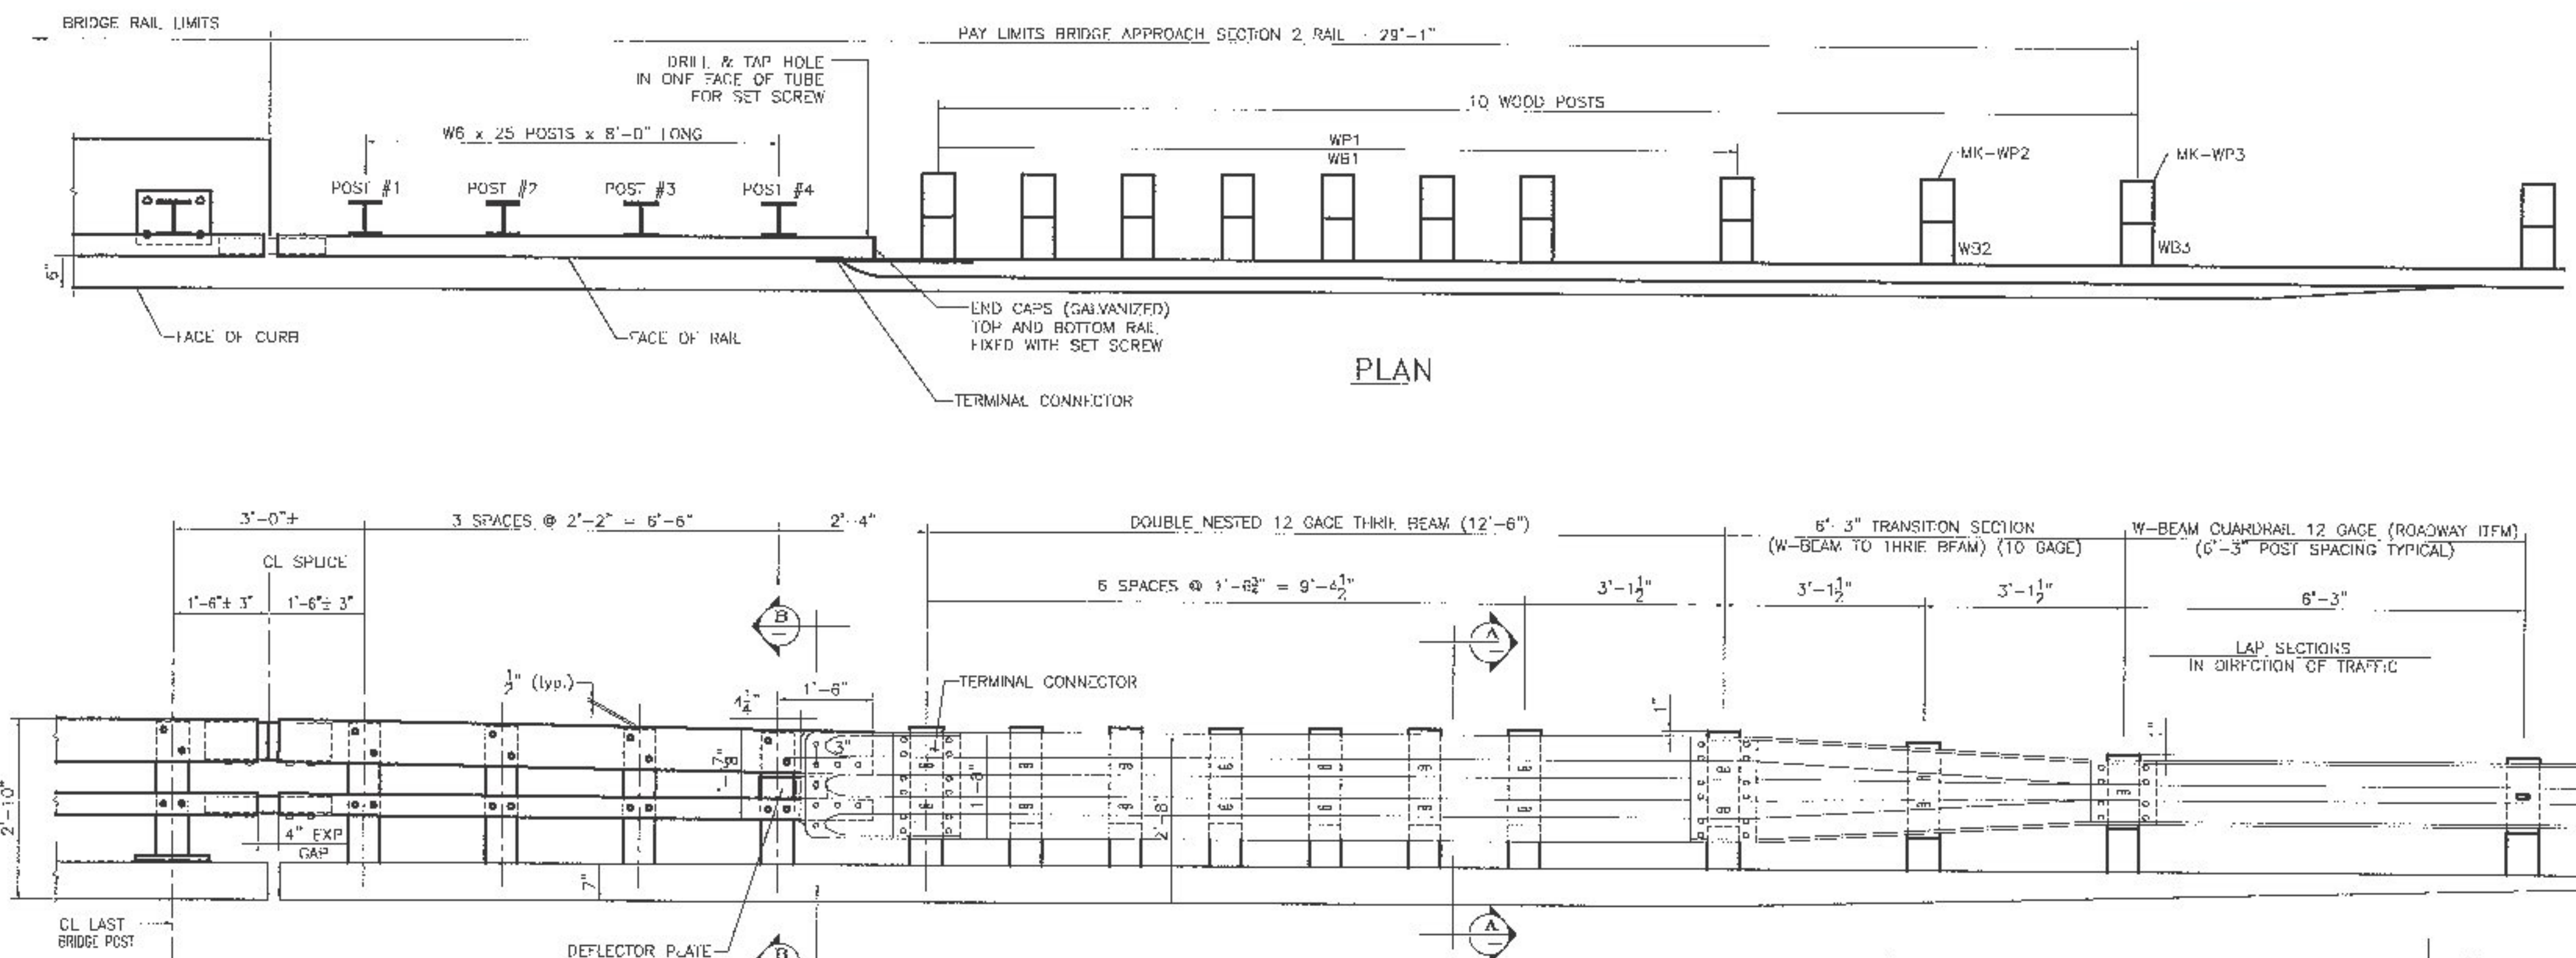 BRIDGE RAIL LIMITS
PAY LIMITS BRIDGE APPROACH SECTION 2 RAIL - 29'-1"
DRILL & TAP HOLE
IN ONE FACE OF TUBE
FOR SET SCREW
10 WOOD POSTS
W6 x 25 POSTS x 8'-0" LONG
WP1
WB1
MK-WP2
MK-WP3
POST #1
POST #2
POST #3
POST #4
WB2
WB3
6"
END CAPS (GALVANIZED)
TOP AND BOTTOM RAIL,
FIXED WITH SET SCREW
FACE OF CURB
FACE OF RAIL
PLAN
TERMINAL CONNECTOR
3'-0"±
3 SPACES @ 2'-2" = 6'-6"
2'-4"
DOUBLE NESTED 12 GAGE THRIE BEAM (12'-6")
6'-3" TRANSITION SECTION
(W-BEAM TO THRIE BEAM) (10 GAGE)
W-BEAM GUARDRAIL 12 GAGE (ROADWAY ITEM)
(6'-3" POST SPACING TYPICAL)
CL SPLICE
1'-6"± 3"
1'-6"± 3"
6 SPACES @ 1'-6¾" = 9'-4½"
3'-1½"
3'-1½"
3'-1½"
6'-3"
B
A
LAP SECTIONS
IN DIRECTION OF TRAFFIC
½" (typ.)
TERMINAL CONNECTOR
4¼"
1'-6"
1"
3"
1'-8"
2'-8"
2'-10"
4" EXP
GAP
7"
CL LAST
BRIDGE POST
DEFLECTOR PLATE
B
A